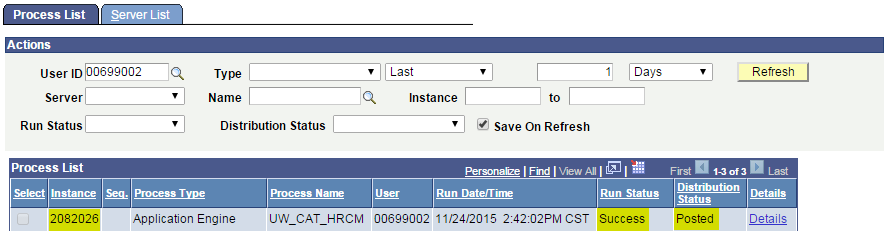 Process List Server List
Actions
User ID 00699002 Type Last 1 Days Refresh
Server Name Instance to
Run Status Distribution Status Save On Refresh
Process List Personalize | Find | View All | First 1-3 of 3 Last
Select Instance Seq. Process Type Process Name User Run Date/Time Run Status Distribution Status Details
2082026 Application Engine UW_CAT_HRCM 00699002 11/24/2015 2:42:02PM CST Success Posted Details